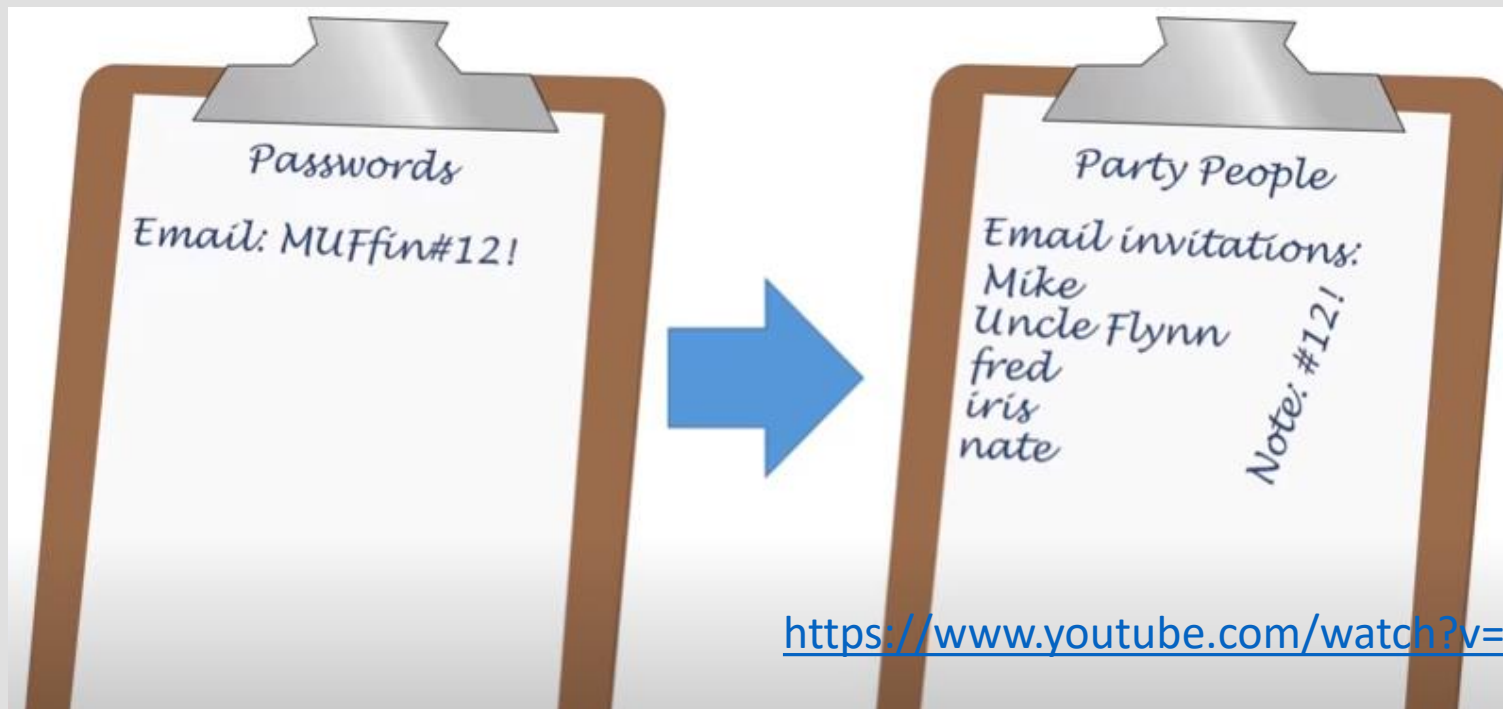 Passwords
Email: MUFfin#12!
Party People
Email invitations:
Mike
Uncle Flynn
fred
iris
nate
Note: #12!
https://www.youtube.com/watch?v=